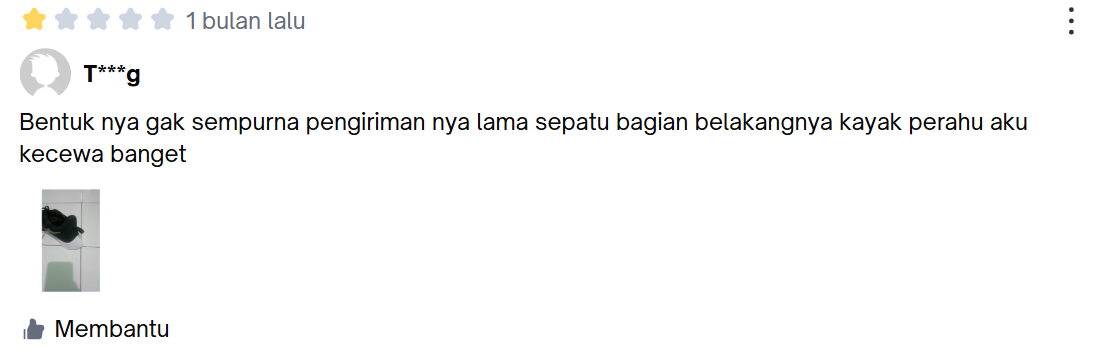 1 bulan lalu
T***g
Bentuk nya gak sempurna pengiriman nya lama sepatu bagian belakangnya kayak perahu aku
kecewa banget
Membantu